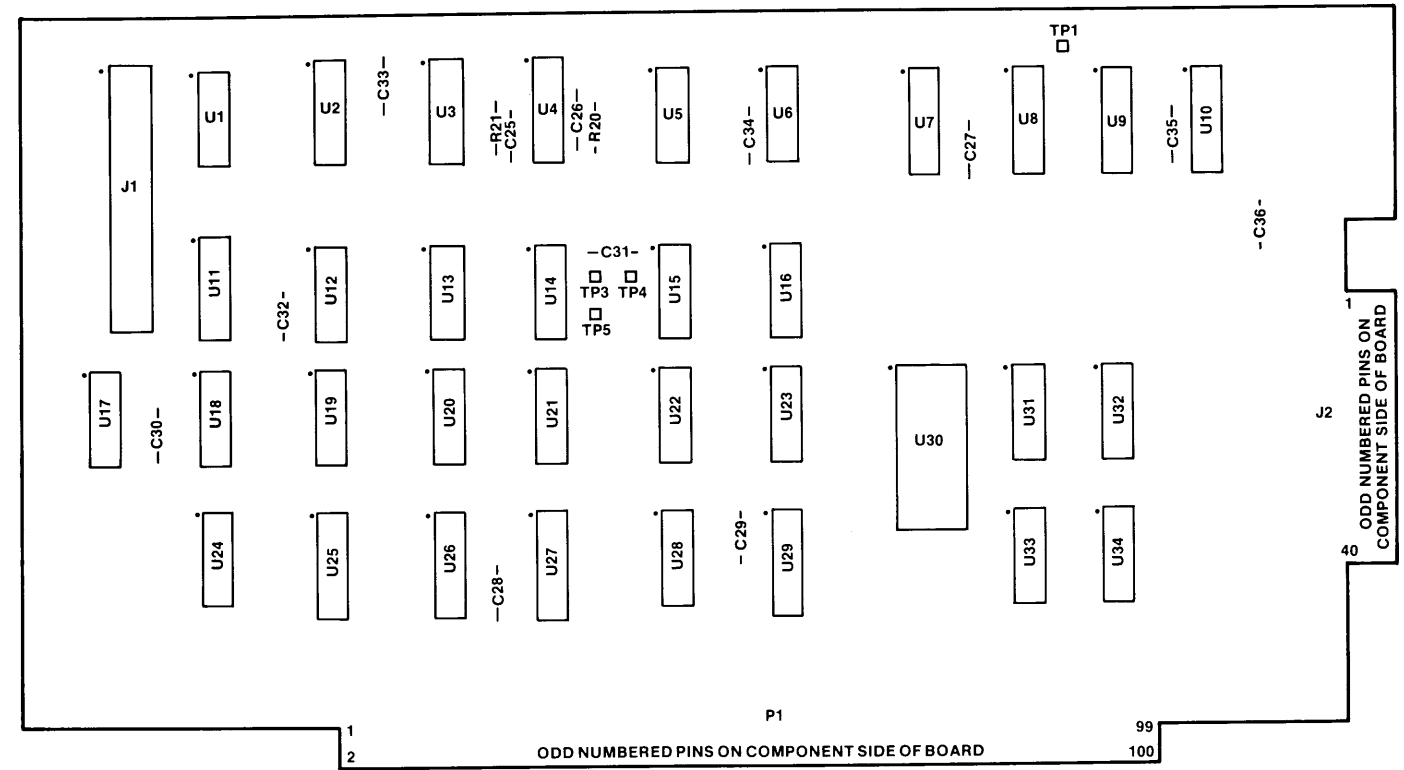 TP1
J1
U1
U2
–C33–
U3
–R21–
–C25–
U4
–C26–
-R20–
U5
–C34–
U6
U7
–C27–
U8
U9
–C35–
U10
-C36–
U11
-C32–
U12
U13
U14
–C31-
TP3
TP4
TP5
U15
U16
1
ODD NUMBERED PINS ON
COMPONENT SIDE OF BOARD
J2
40
U17
–C30–
U18
U19
U20
U21
U22
U23
U30
U31
U32
U24
U25
U26
–C28–
U27
U28
-C29–
U29
U33
U34
P1
1
99
2
ODD NUMBERED PINS ON COMPONENT SIDE OF BOARD
100